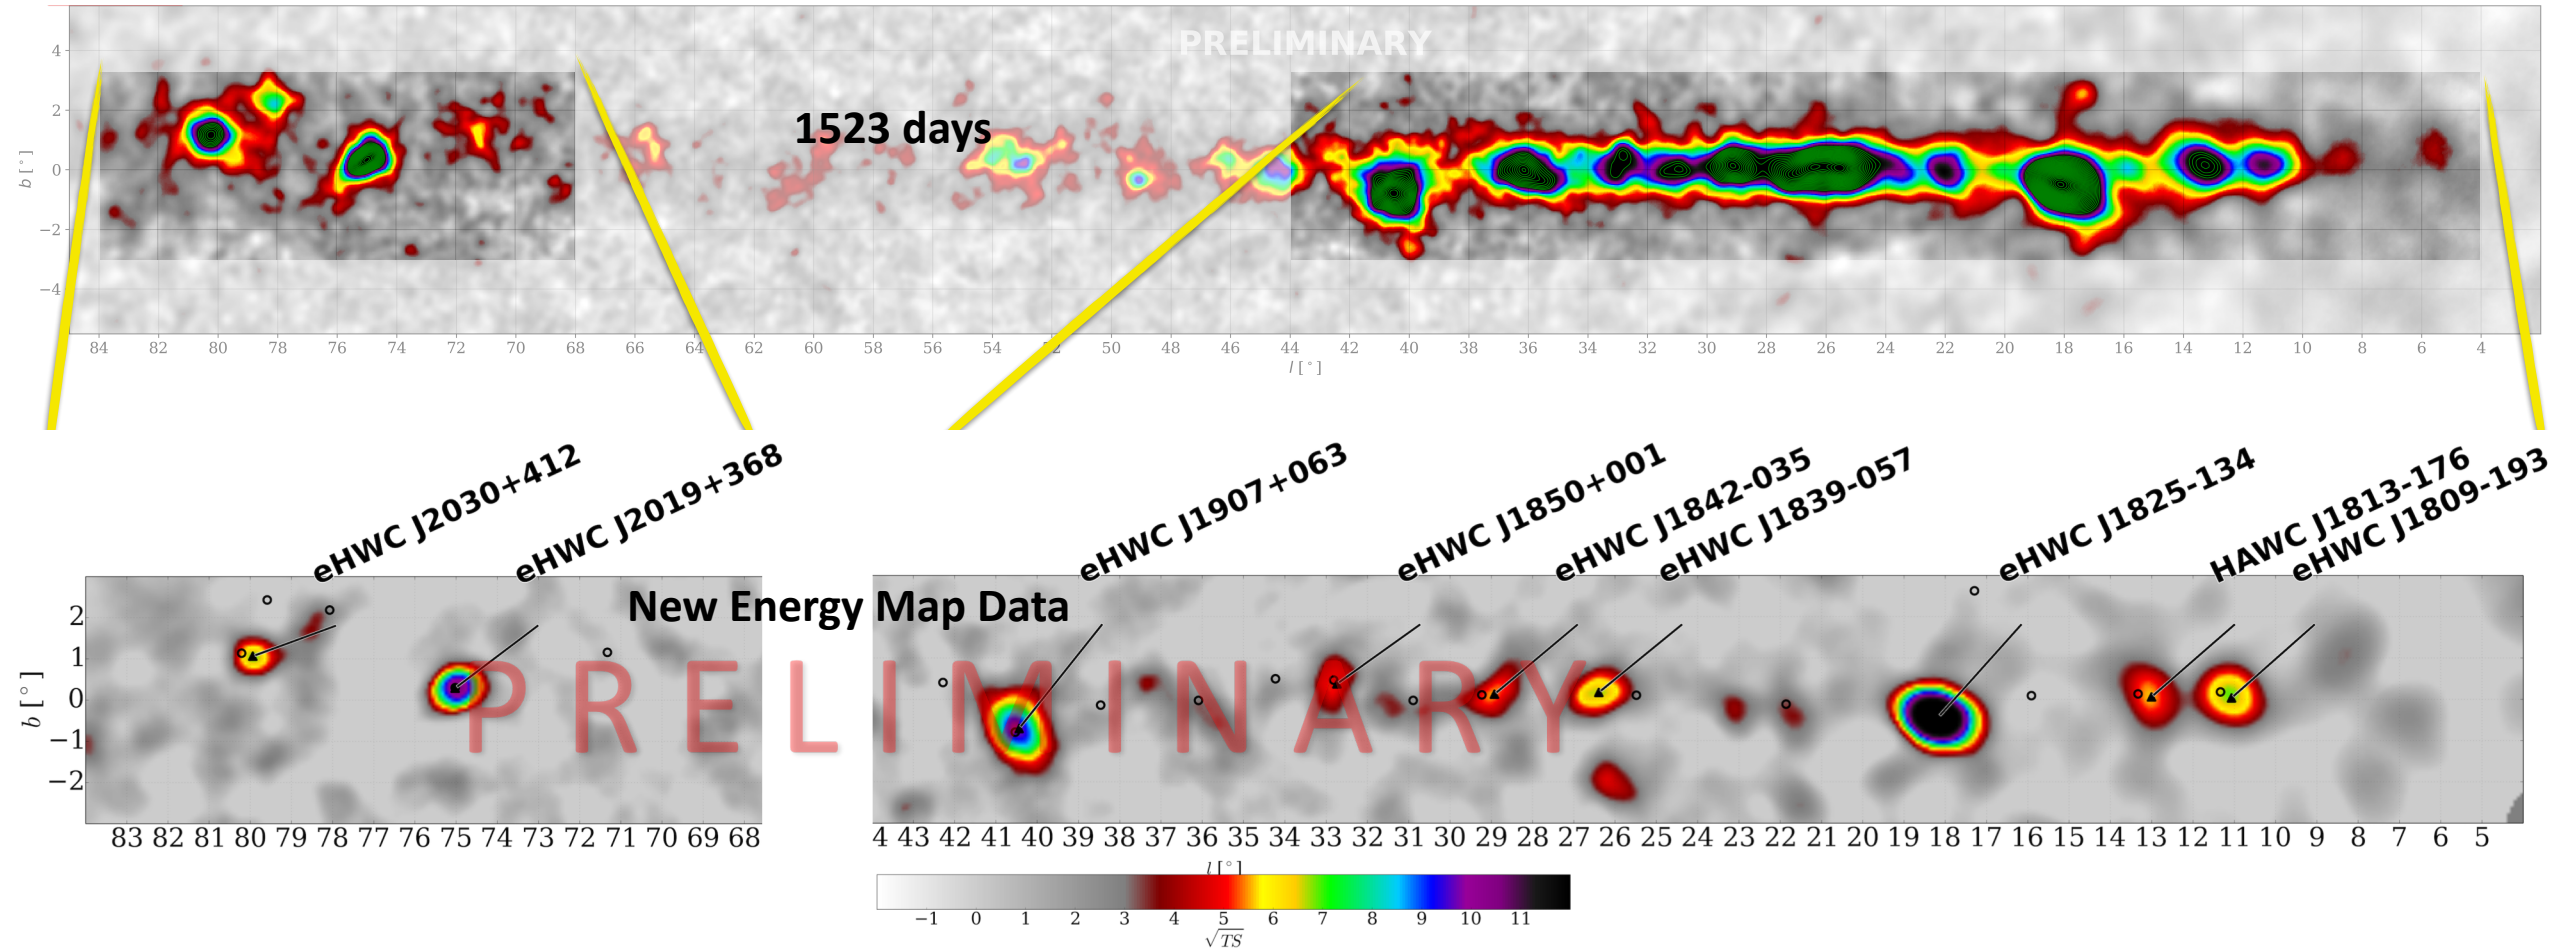 PRELIMINARY
4
2
0
−2
−4
b [ ° ]
1523 days
84 82 80 78 76 74 72 70 68 66 64 62 60 58 56 54 52 50 48 46 44 42 40 38 36 34 32 30 28 26 24 22 20 18 16 14 12 10 8 6 4
l [ ° ]
eHWC J2030+412
eHWC J2019+368
eHWC J1907+063
eHWC J1850+001
eHWC J1842-035
eHWC J1839-057
eHWC J1825-134
HAWC J1813-176
eHWC J1809-193
New Energy Map Data
PRELIMINARY
2
1
0
−1
−2
b [ ° ]
83 82 81 80 79 78 77 76 75 74 73 72 71 70 69 68
4 43 42 41 40 39 38 37 36 35 34 33 32 31 30 29 28 27 26 25 24 23 22 21 20 19 18 17 16 15 14 13 12 11 10 9 8 7 6 5
l [ ° ]
−1 0 1 2 3 4 5 6 7 8 9 10 11
√TS